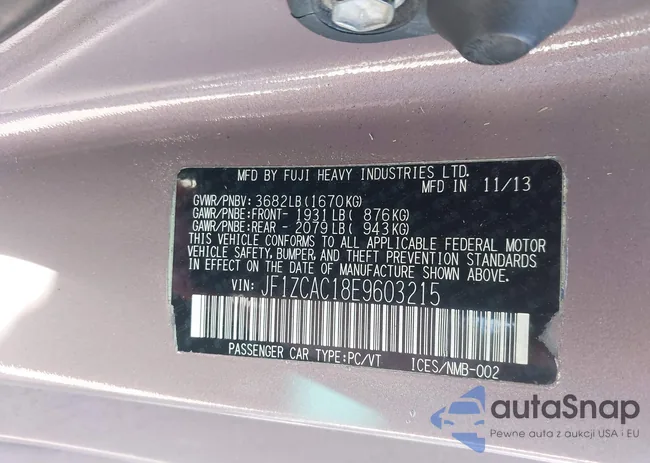 MFD BY FUJI HEAVY INDUSTRIES LTD.
MFD IN 11/13
GVWR/PNBV: 3682LB(1670KG)
GAWR/PNBE:FRONT- 1931LB( 876KG)
GAWR/PNBE:REAR - 2079LB( 943KG)
THIS VEHICLE CONFORMS TO ALL APPLICABLE FEDERAL MOTOR
VEHICLE SAFETY, BUMPER, AND THEFT PREVENTION STANDARDS
IN EFFECT ON THE DATE OF MANUFACTURE SHOWN ABOVE.
VIN: JF1ZCAC18E9603215
PASSENGER CAR TYPE:PC/VT ICES/NMB-002
autaSnap
Pewne auta z aukcji USA i EU